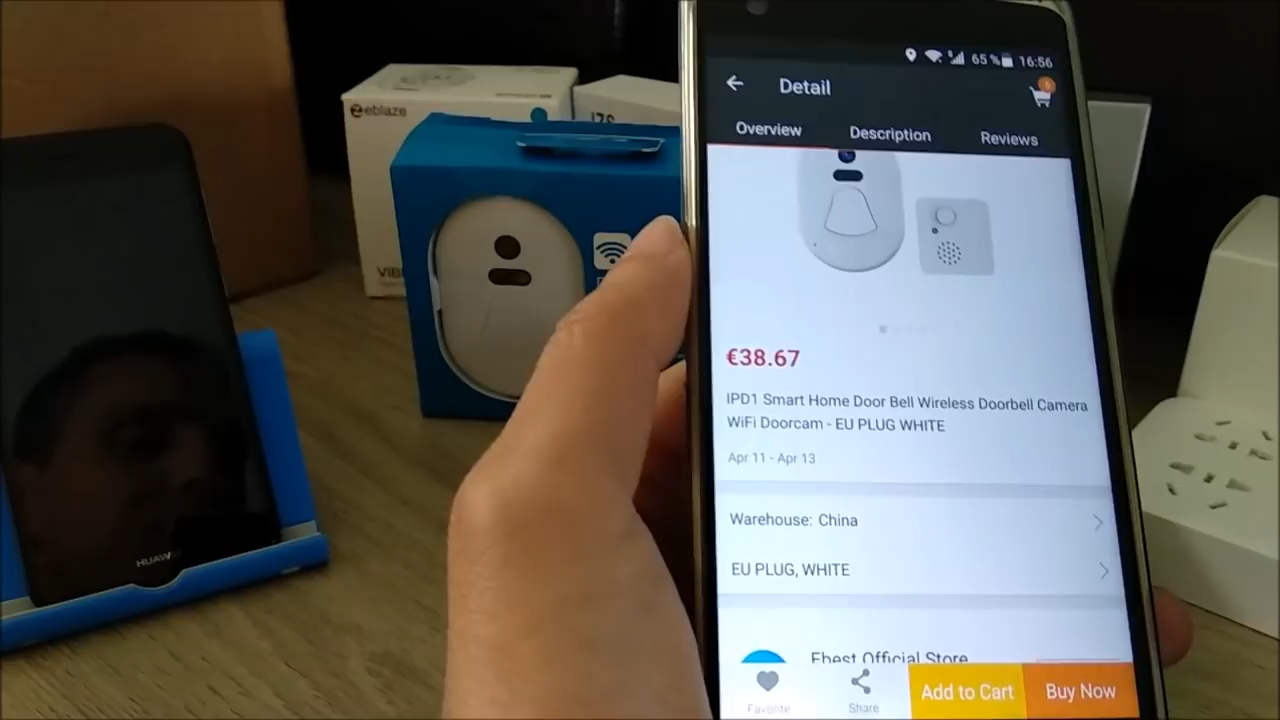 eblaze
VIB
HUAW
65 % 16:56
Detail
Overview Description Reviews
€38.67
IPD1 Smart Home Door Bell Wireless Doorbell Camera
WiFi Doorcam - EU PLUG WHITE
Apr 11 - Apr 13
Warehouse: China
EU PLUG, WHITE
Ebest Official Store
Favorite Share Add to Cart Buy Now